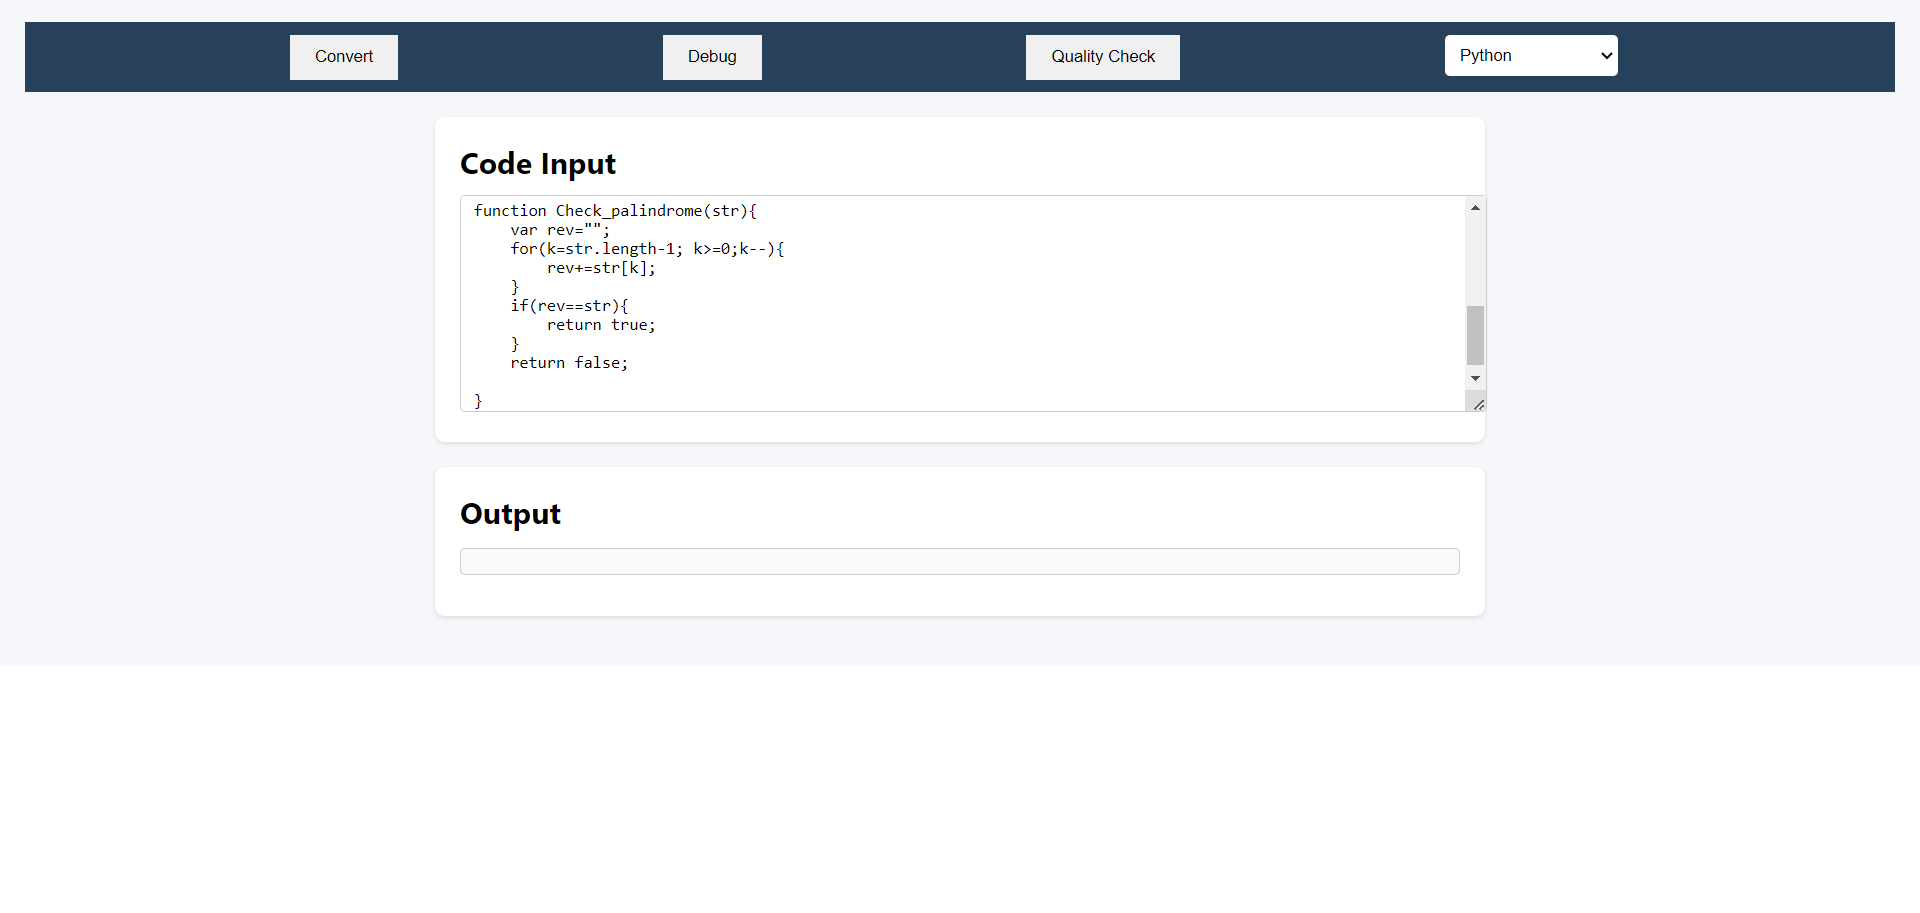 Convert Debug Quality Check Python
Code Input
function Check_palindrome(str){
    var rev="";
    for(k=str.length-1; k>=0;k--){
        rev+=str[k];
    }
    if(rev==str){
        return true;
    }
    return false;

}
Output